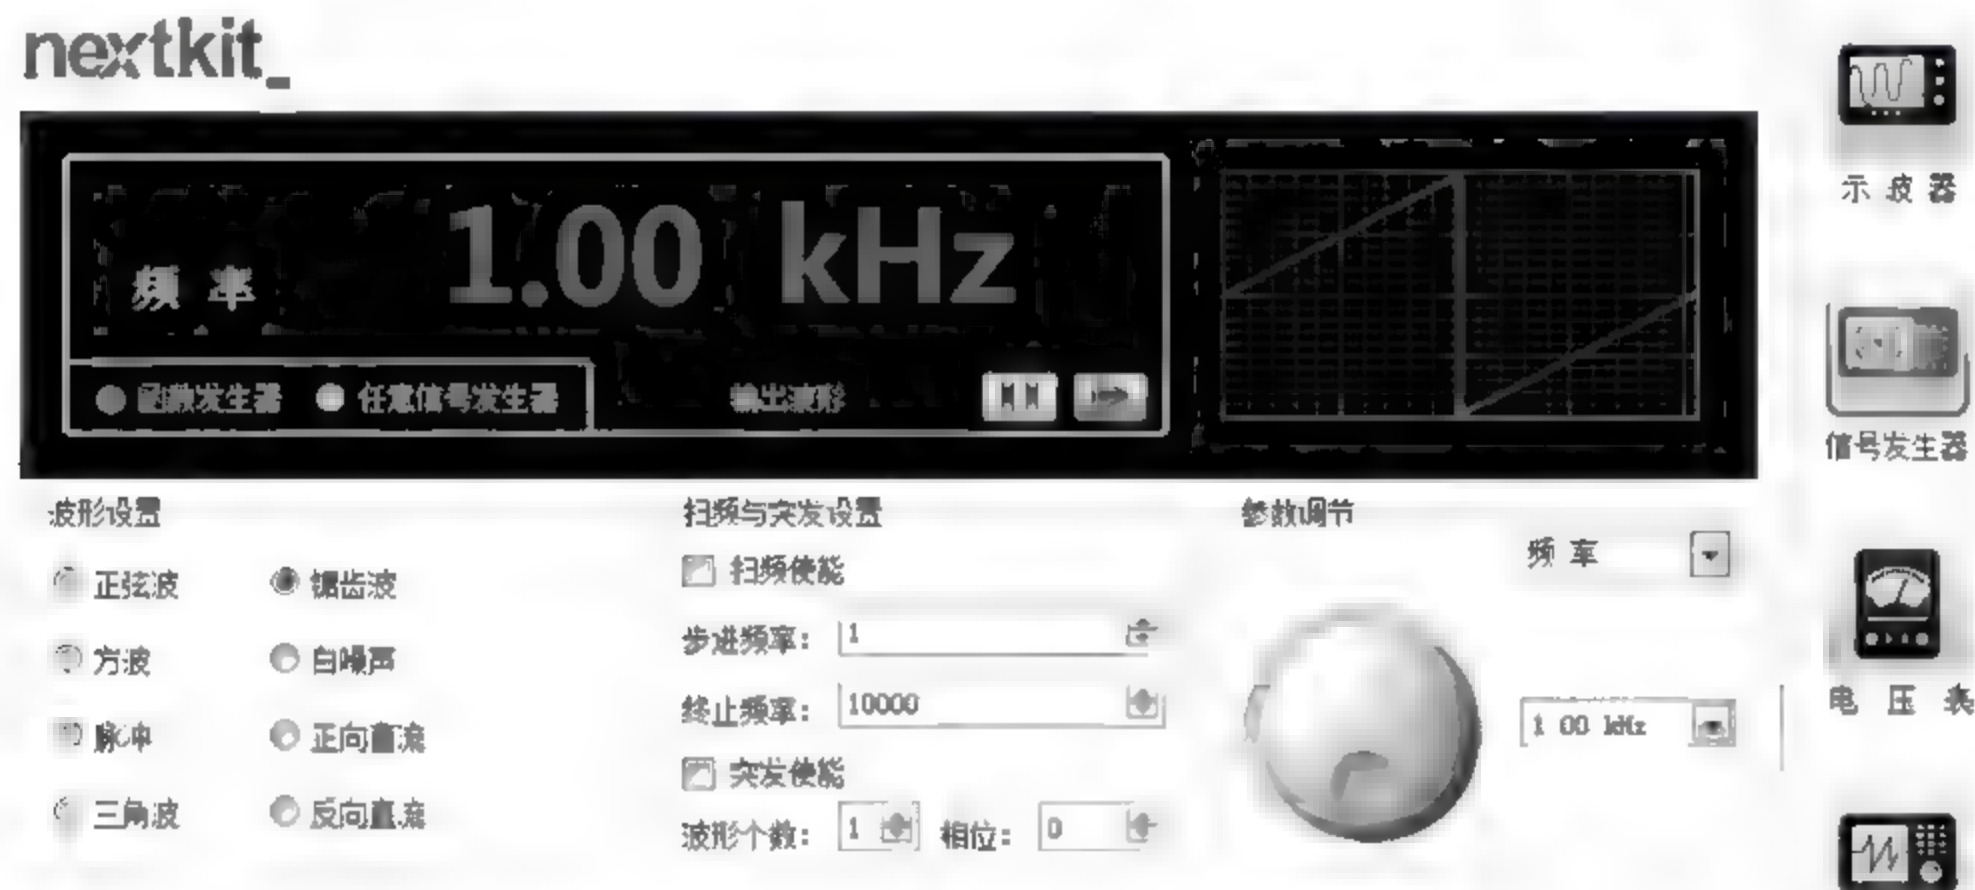 nextkit_
示 波 器
频 率 1.00 kHz
函数发生器 任意信号发生器 输出波形
信号发生器
波形设置 扫频与突发设置 参数调节
频 率
正弦波 锯齿波 扫频使能
方波 白噪声 步进频率: 1
终止频率: 10000
电 压 表
脉冲 正向直流 1 00 kHz
突发使能
三角波 反向直流 波形个数: 1 相位: 0